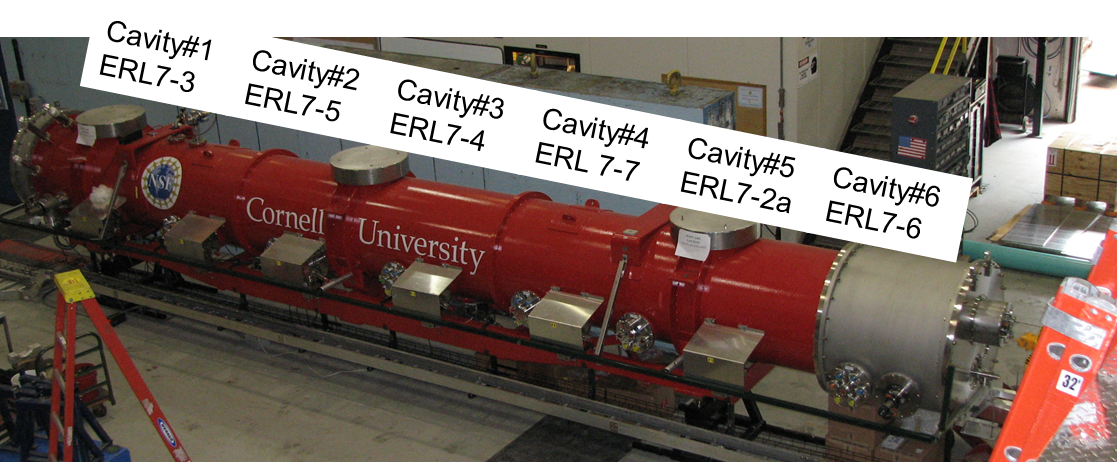 Cavity#1
ERL7-3
Cavity#2
ERL7-5
Cavity#3
ERL7-4
Cavity#4
ERL 7-7
Cavity#5
ERL7-2a
Cavity#6
ERL7-6
NSF
Cornell University
32'